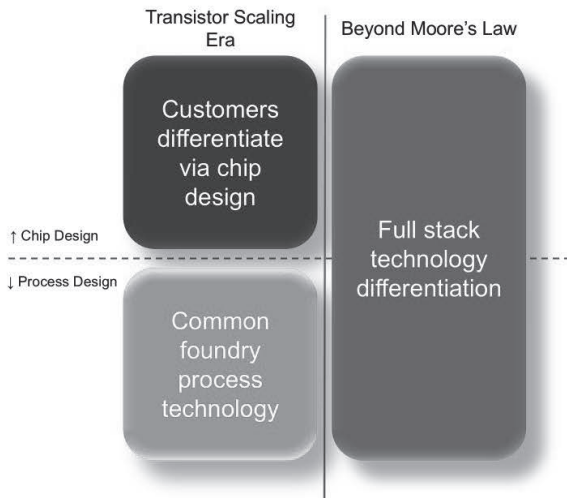 Transistor Scaling
Era
Beyond Moore's Law
Customers
differentiate
via chip
design
↑ Chip Design
Full stack
technology
differentiation
↓ Process Design
Common
foundry
process
technology